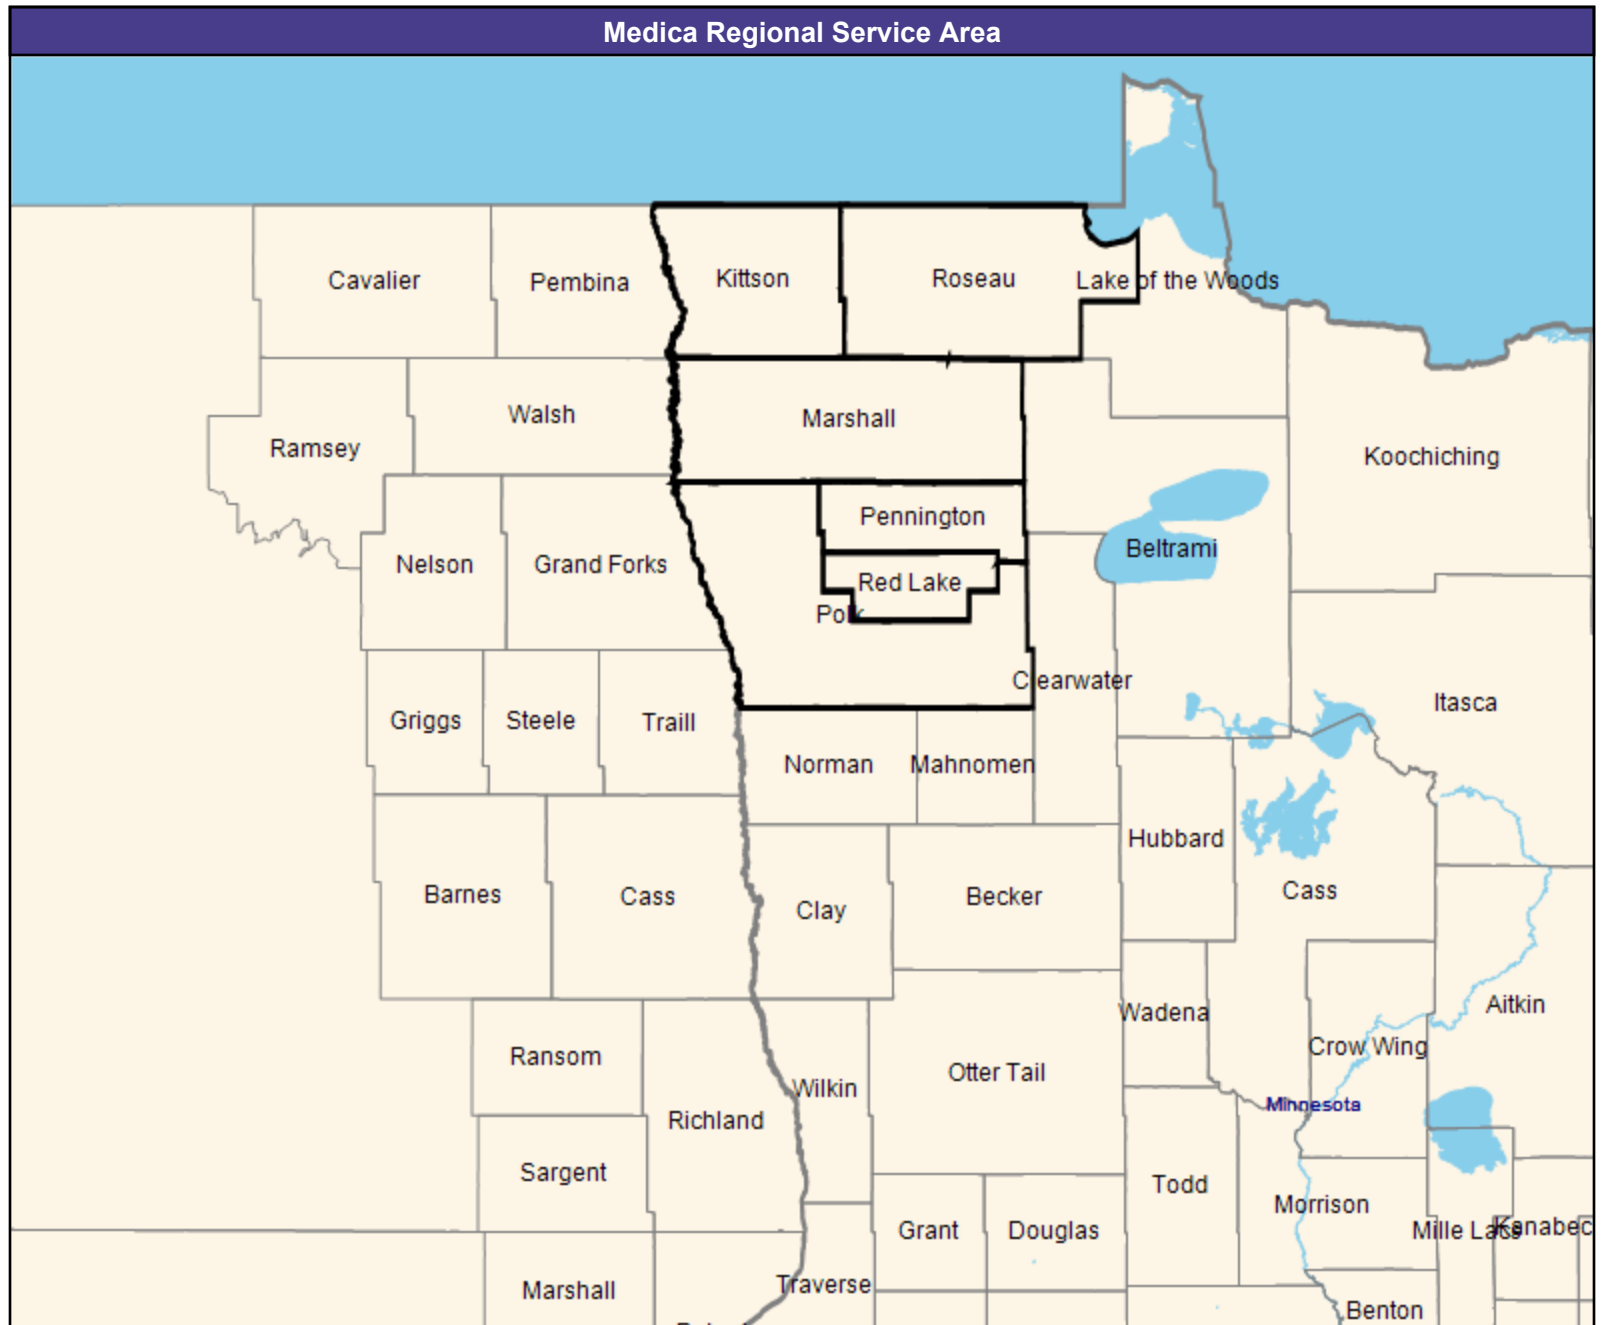 Medica Regional Service Area
Cavalier
Pembina
Kittson
Roseau
Lake of the Woods
Walsh
Marshall
Ramsey
Koochiching
Pennington
Nelson
Grand Forks
Beltrami
Red Lake
Polk
Clearwater
Griggs
Steele
Traill
Itasca
Norman
Mahnomen
Hubbard
Barnes
Cass
Clay
Becker
Cass
Wadena
Aitkin
Ransom
Crow Wing
Otter Tail
Wilkin
Minnesota
Richland
Sargent
Todd
Morrison
Grant
Douglas
Mille Lacs
Kanabec
Marshall
Traverse
Benton